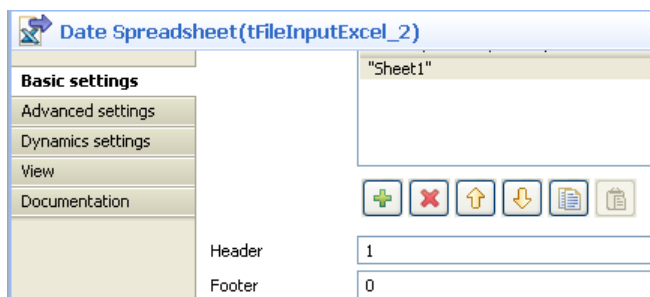 Date Spreadsheet(tFileInputExcel_2)
Basic settings
"Sheet1"
Advanced settings
Dynamics settings
View
Documentation
Header 1
Footer 0